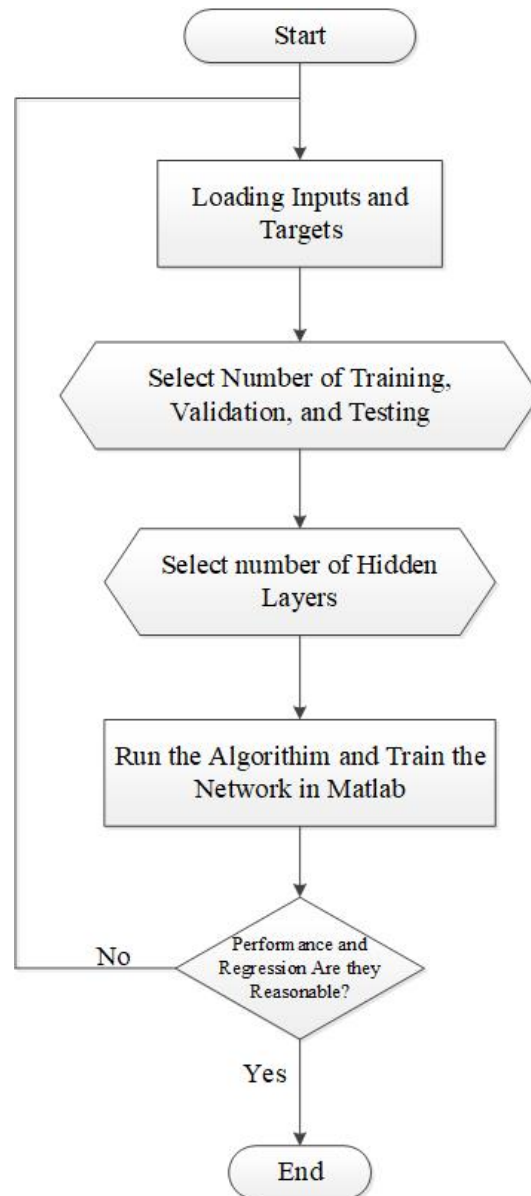 Start
Loading Inputs and
Targets
Select Number of Training,
Validation, and Testing
Select number of Hidden
Layers
Run the Algorithim and Train the
Network in Matlab
Performance and
Regression Are they
Reasonable?
No
Yes
End